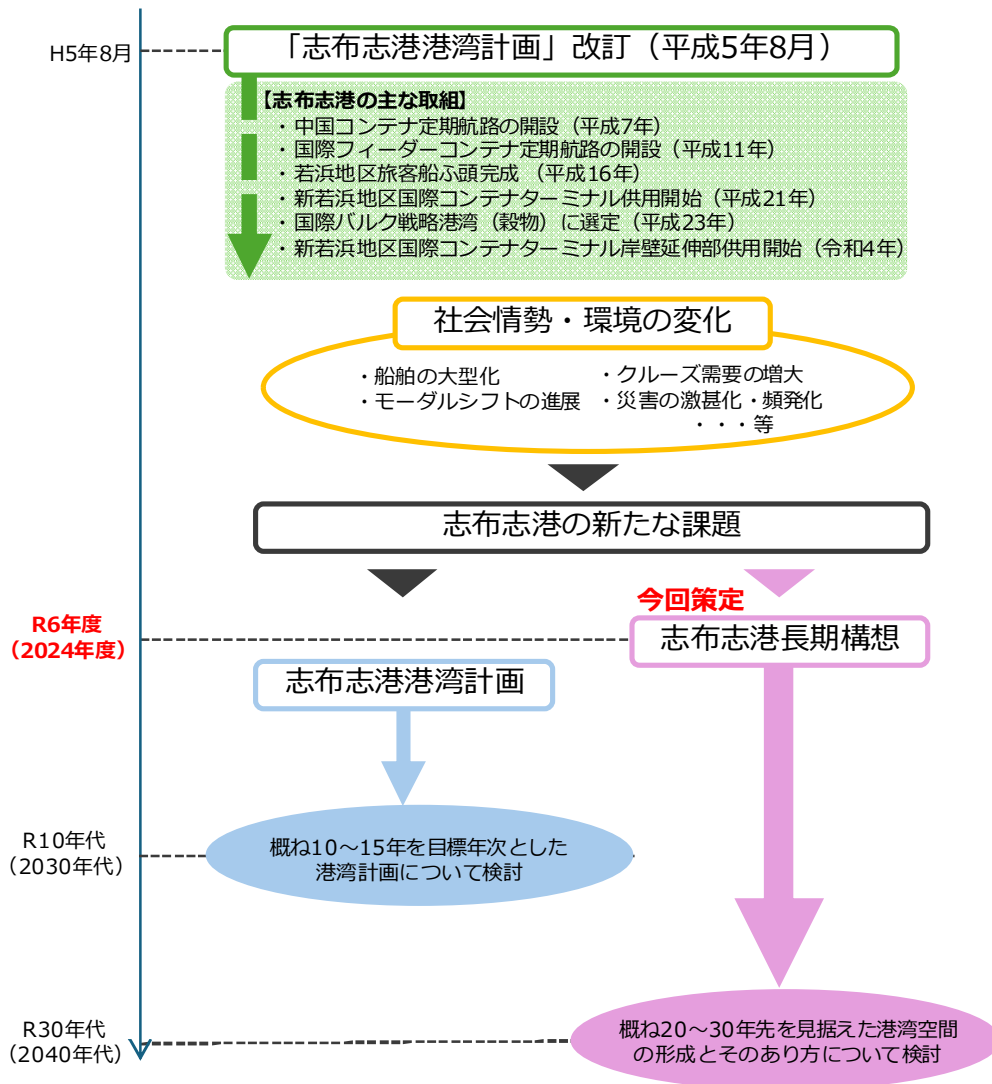 H5年8月
「志布志港港湾計画」改訂（平成5年8月）
【志布志港の主な取組】
・中国コンテナ定期航路の開設（平成7年）
・国際フィーダーコンテナ定期航路の開設（平成11年）
・若浜地区旅客船ふ頭完成（平成16年）
・新若浜地区国際コンテナターミナル供用開始（平成21年）
・国際バルク戦略港湾（穀物）に選定（平成23年）
・新若浜地区国際コンテナターミナル岸壁延伸部供用開始（令和4年）
社会情勢・環境の変化
・船舶の大型化
・モーダルシフトの進展
・クルーズ需要の増大
・災害の激甚化・頻発化
・・・等
志布志港の新たな課題
今回策定
R6年度
（2024年度）
志布志港長期構想
志布志港港湾計画
R10年代
（2030年代）
概ね10～15年を目標年次とした
港湾計画について検討
R30年代
（2040年代）
概ね20～30年先を見据えた港湾空間
の形成とそのあり方について検討